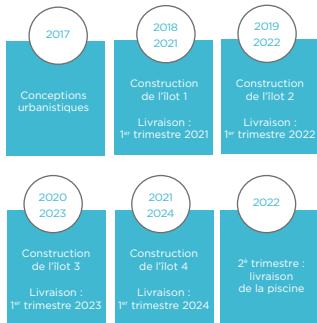 2017
Conceptions
urbanistiques
2018
2021
Construction
de l'îlot 1
Livraison :
1er trimestre 2021
2019
2022
Construction
de l'îlot 2
Livraison :
1er trimestre 2022
2020
2023
Construction
de l'îlot 3
Livraison :
1er trimestre 2023
2021
2024
Construction
de l'îlot 4
Livraison :
1er trimestre 2024
2022
2è trimestre :
livraison
de la piscine